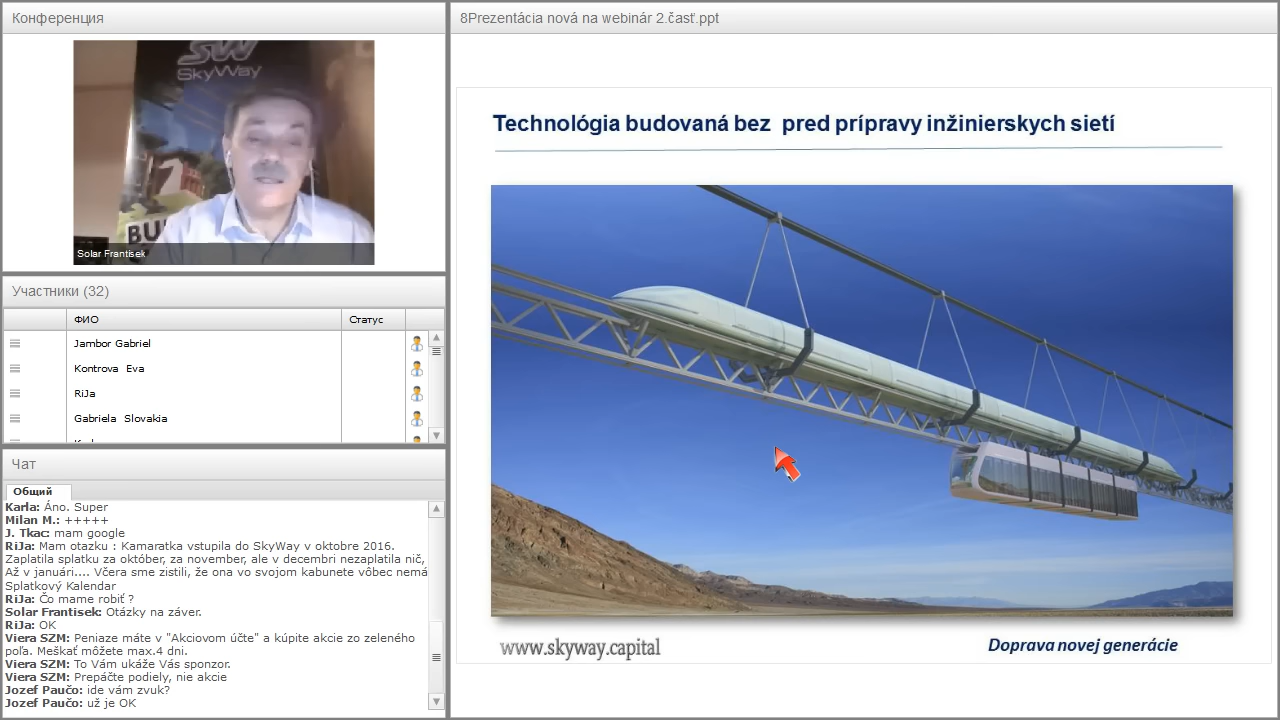 Конференция
SW
SkyWay
BU
Solar Frantisek
Участники (32)
ФИО
Статус
Jambor Gabriel
Kontrova Eva
RiJa
Gabriela Slovakia
Чат
Общий
Karla: Áno. Super
Milan M.: +++++
J. Tkac: mam google
RiJa: Mam otazku : Kamaratka vstupila do SkyWay v oktobre 2016.
Zaplatila splatku za október, za november, ale v decembri nezaplatila nič,
Až v januári.... Včera sme zistili, že ona vo svojom kabunete vôbec nemá
Splatkový Kalendar
RiJa: Čo mame robiť ?
Solar Frantisek: Otázky na záver.
RiJa: OK
Viera SZM: Peniaze máte v "Akciovom účte" a kúpite akcie zo zeleného
poľa. Meškať môžete max.4 dni.
Viera SZM: To Vám ukáže Váš sponzor.
Viera SZM: Prepáčte podiely, nie akcie
Jozef Paučo: ide vám zvuk?
Jozef Paučo: už je OK
8Prezentácia nová na webinár 2.časť.ppt
Technológia budovaná bez pred prípravy inžinierskych sietí
www.skyway.capital
Doprava novej generácie